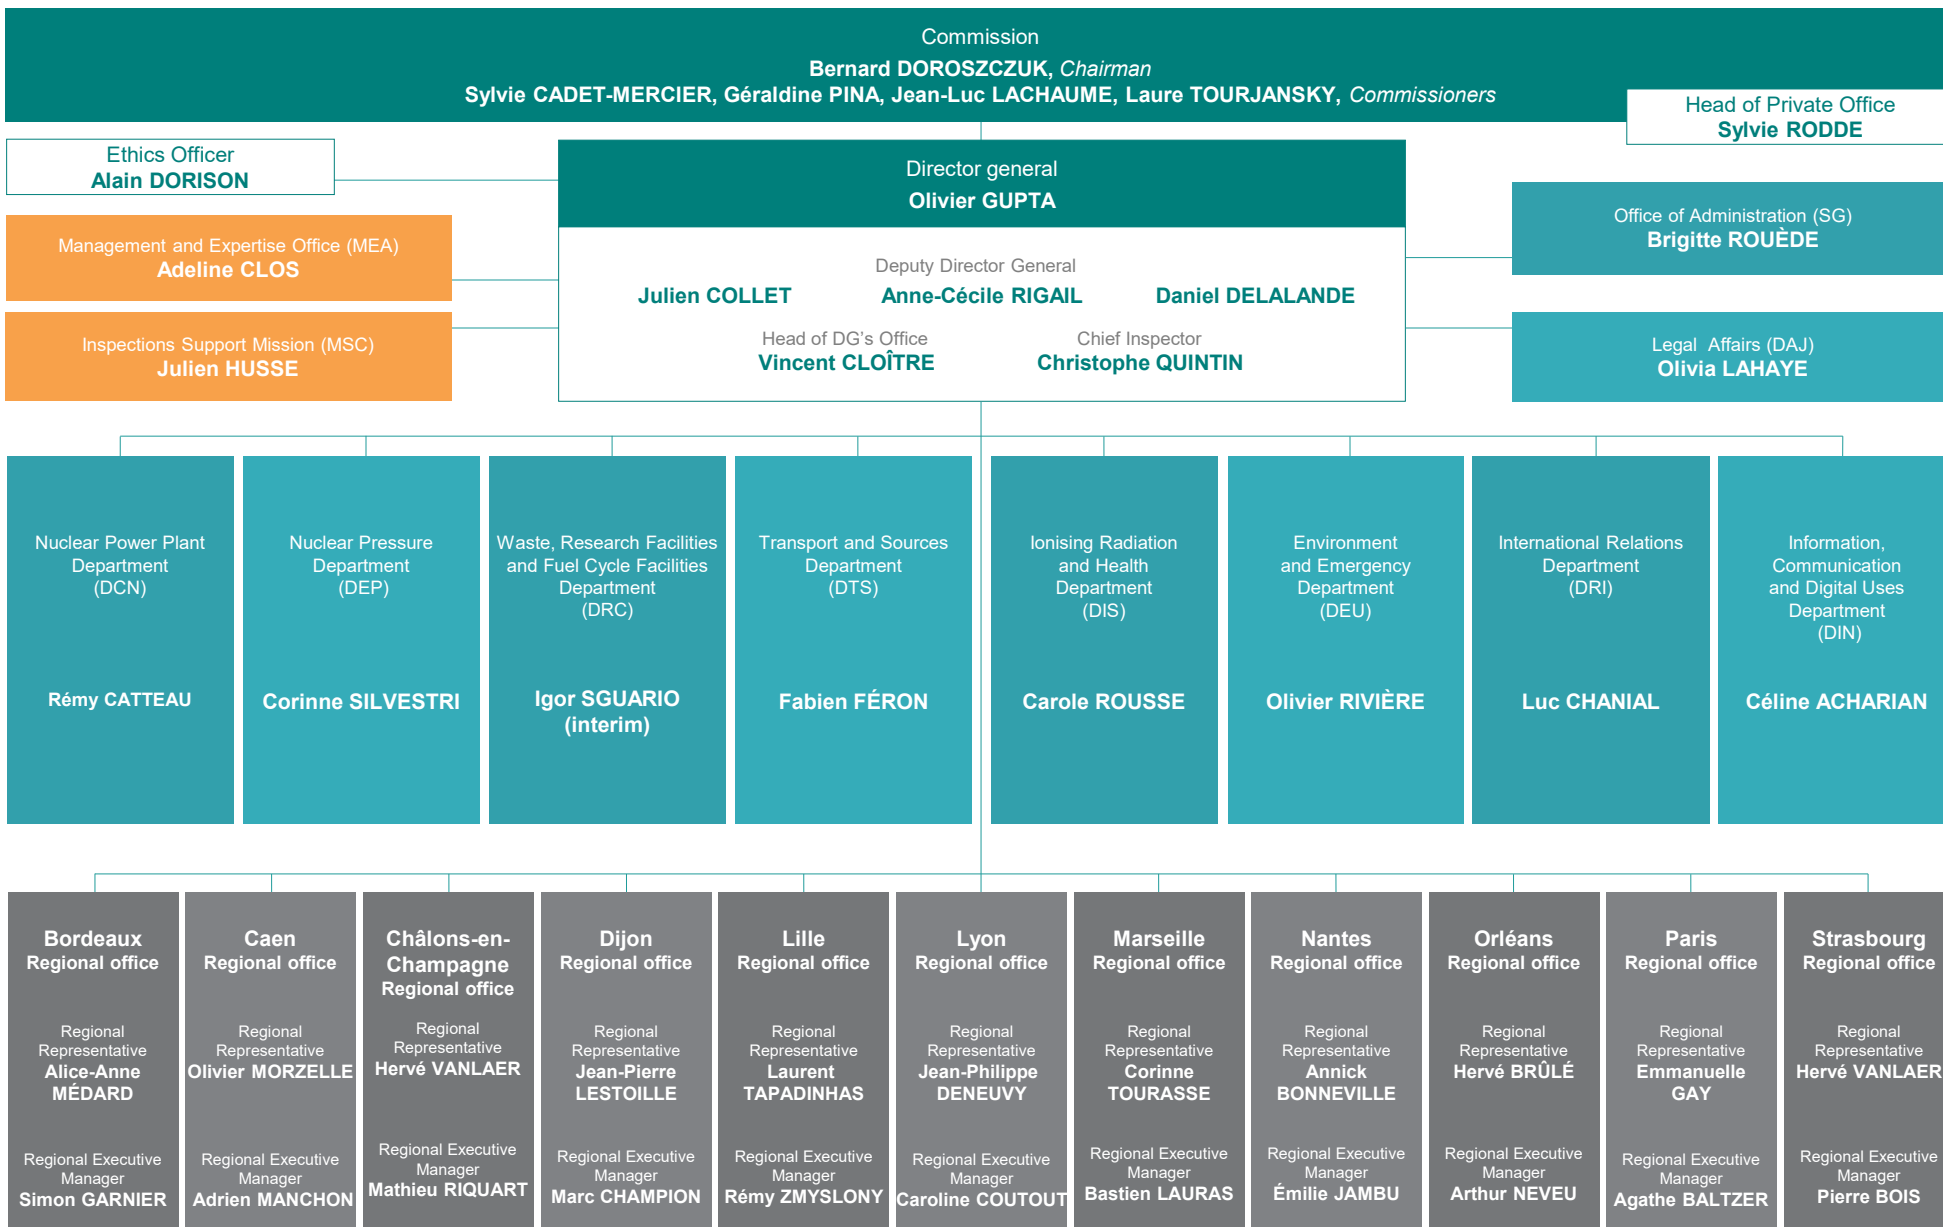 Commission
Bernard DOROSZCZUK, Chairman
Sylvie CADET-MERCIER, Géraldine PINA, Jean-Luc LACHAUME, Laure TOURJANSKY, Commissioners
Head of Private Office
Sylvie RODDE
Ethics Officer
Alain DORISON
Director general
Olivier GUPTA
Management and Expertise Office (MEA)
Adeline CLOS
Inspections Support Mission (MSC)
Julien HUSSE
Deputy Director General
Julien COLLET
Anne-Cécile RIGAIL
Daniel DELALANDE
Head of DG's Office
Vincent CLOÎTRE
Chief Inspector
Christophe QUINTIN
Office of Administration (SG)
Brigitte ROUÈDE
Legal Affairs (DAJ)
Olivia LAHAYE
Nuclear Power Plant
Department
(DCN)
Rémy CATTEAU
Nuclear Pressure
Department
(DEP)
Corinne SILVESTRI
Waste, Research Facilities
and Fuel Cycle Facilities
Department
(DRC)
Igor SGUARIO
(interim)
Transport and Sources
Department
(DTS)
Fabien FÉRON
Ionising Radiation
and Health
Department
(DIS)
Carole ROUSSE
Environment
and Emergency
Department
(DEU)
Olivier RIVIÈRE
International Relations
Department
(DRI)
Luc CHANIAL
Information,
Communication
and Digital Uses
Department
(DIN)
Céline ACHARIAN
Bordeaux
Regional office
Regional
Representative
Alice-Anne
MÉDARD
Regional Executive
Manager
Simon GARNIER
Caen
Regional office
Regional
Representative
Olivier MORZELLE
Regional Executive
Manager
Adrien MANCHON
Châlons-en-
Champagne
Regional office
Regional
Representative
Hervé VANLAER
Regional Executive
Manager
Mathieu RIQUART
Dijon
Regional office
Regional
Representative
Jean-Pierre
LESTOILLE
Regional Executive
Manager
Marc CHAMPION
Lille
Regional office
Regional
Representative
Laurent
TAPADINHAS
Regional Executive
Manager
Rémy ZMYSLONY
Lyon
Regional office
Regional
Representative
Jean-Philippe
DENEUVY
Regional Executive
Manager
Caroline COUTOUT
Marseille
Regional office
Regional
Representative
Corinne
TOURASSE
Regional Executive
Manager
Bastien LAURAS
Nantes
Regional office
Regional
Representative
Annick
BONNEVILLE
Regional Executive
Manager
Émilie JAMBU
Orléans
Regional office
Regional
Representative
Hervé BRÛLÉ
Regional Executive
Manager
Arthur NEVEU
Paris
Regional office
Regional
Representative
Emmanuelle
GAY
Regional Executive
Manager
Agathe BALTZER
Strasbourg
Regional office
Regional
Representative
Hervé VANLAER
Regional Executive
Manager
Pierre BOIS